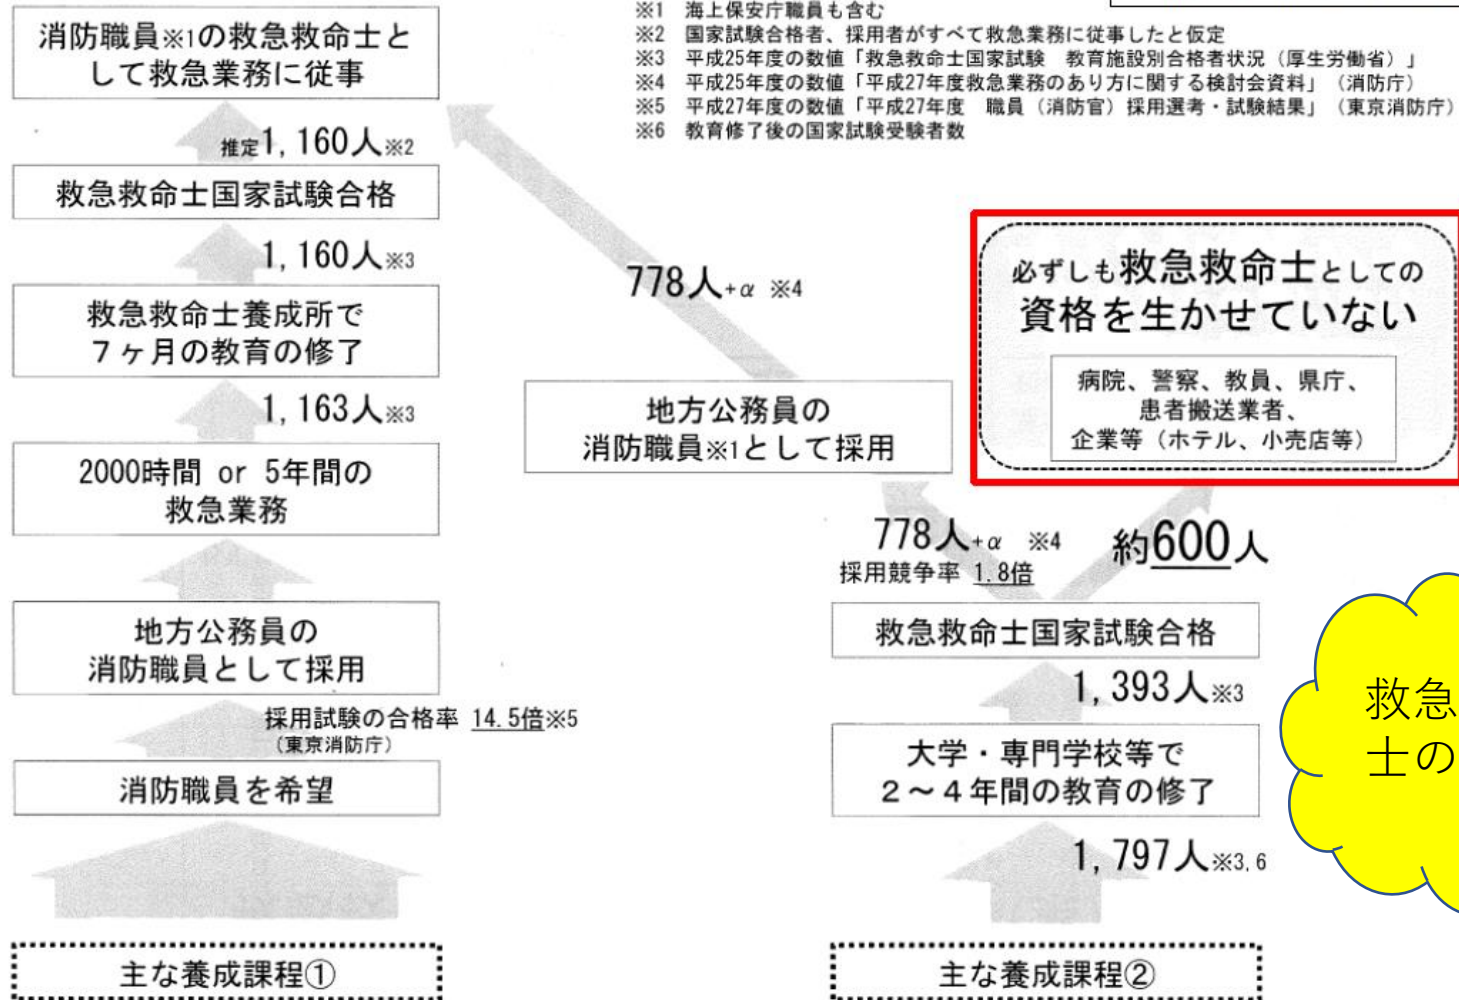 ※1 海上保安庁職員も含む
※2 国家試験合格者、採用者がすべて救急業務に従事したと仮定
※3 平成25年度の数値「救急救命士国家試験 教育施設別合格者状況(厚生労働省)」
※4 平成25年度の数値「平成27年度救急業務のあり方に関する検討会資料」(消防庁)
※5 平成27年度の数値「平成27年度 職員(消防官)採用選考・試験結果」(東京消防庁)
※6 教育修了後の国家試験受験者数
消防職員※1の救急救命士と
して救急業務に従事
推定1,160人※2
救急救命士国家試験合格
1,160人※3
救急救命士養成所で
7ヶ月の教育の修了
1,163人※3
2000時間 or 5年間の
救急業務
地方公務員の
消防職員として採用
採用試験の合格率 14.5倍※5
(東京消防庁)
消防職員を希望
主な養成課程①
778人+α ※4
地方公務員の
消防職員※1として採用
必ずしも救急救命士としての
資格を生かせていない
病院、警察、教員、県庁、
患者搬送業者、
企業等(ホテル、小売店等)
778人+α ※4
採用競争率 1.8倍
約600人
救急救命士国家試験合格
1,393人※3
大学・専門学校等で
2~4年間の教育の修了
1,797人※3,6
主な養成課程②
救急
士の